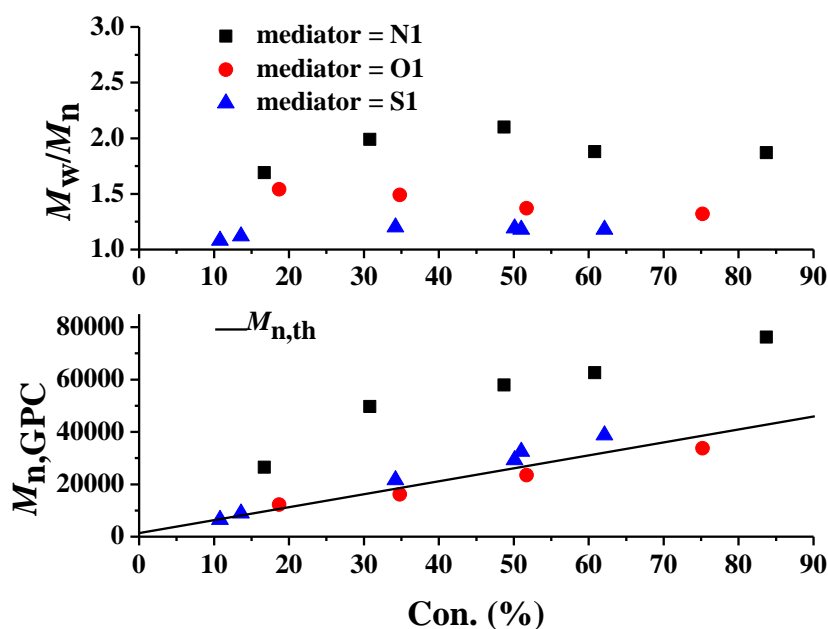 3.0
mediator = N1
2.5
mediator = O1
mediator = S1
2.0
1.5
1.0
Mw/Mn
0 10 20 30 40 50 60 70 80 90
80000
Mn,th
60000
40000
20000
0
Mn,GPC
0 10 20 30 40 50 60 70 80 90
Con. (%)